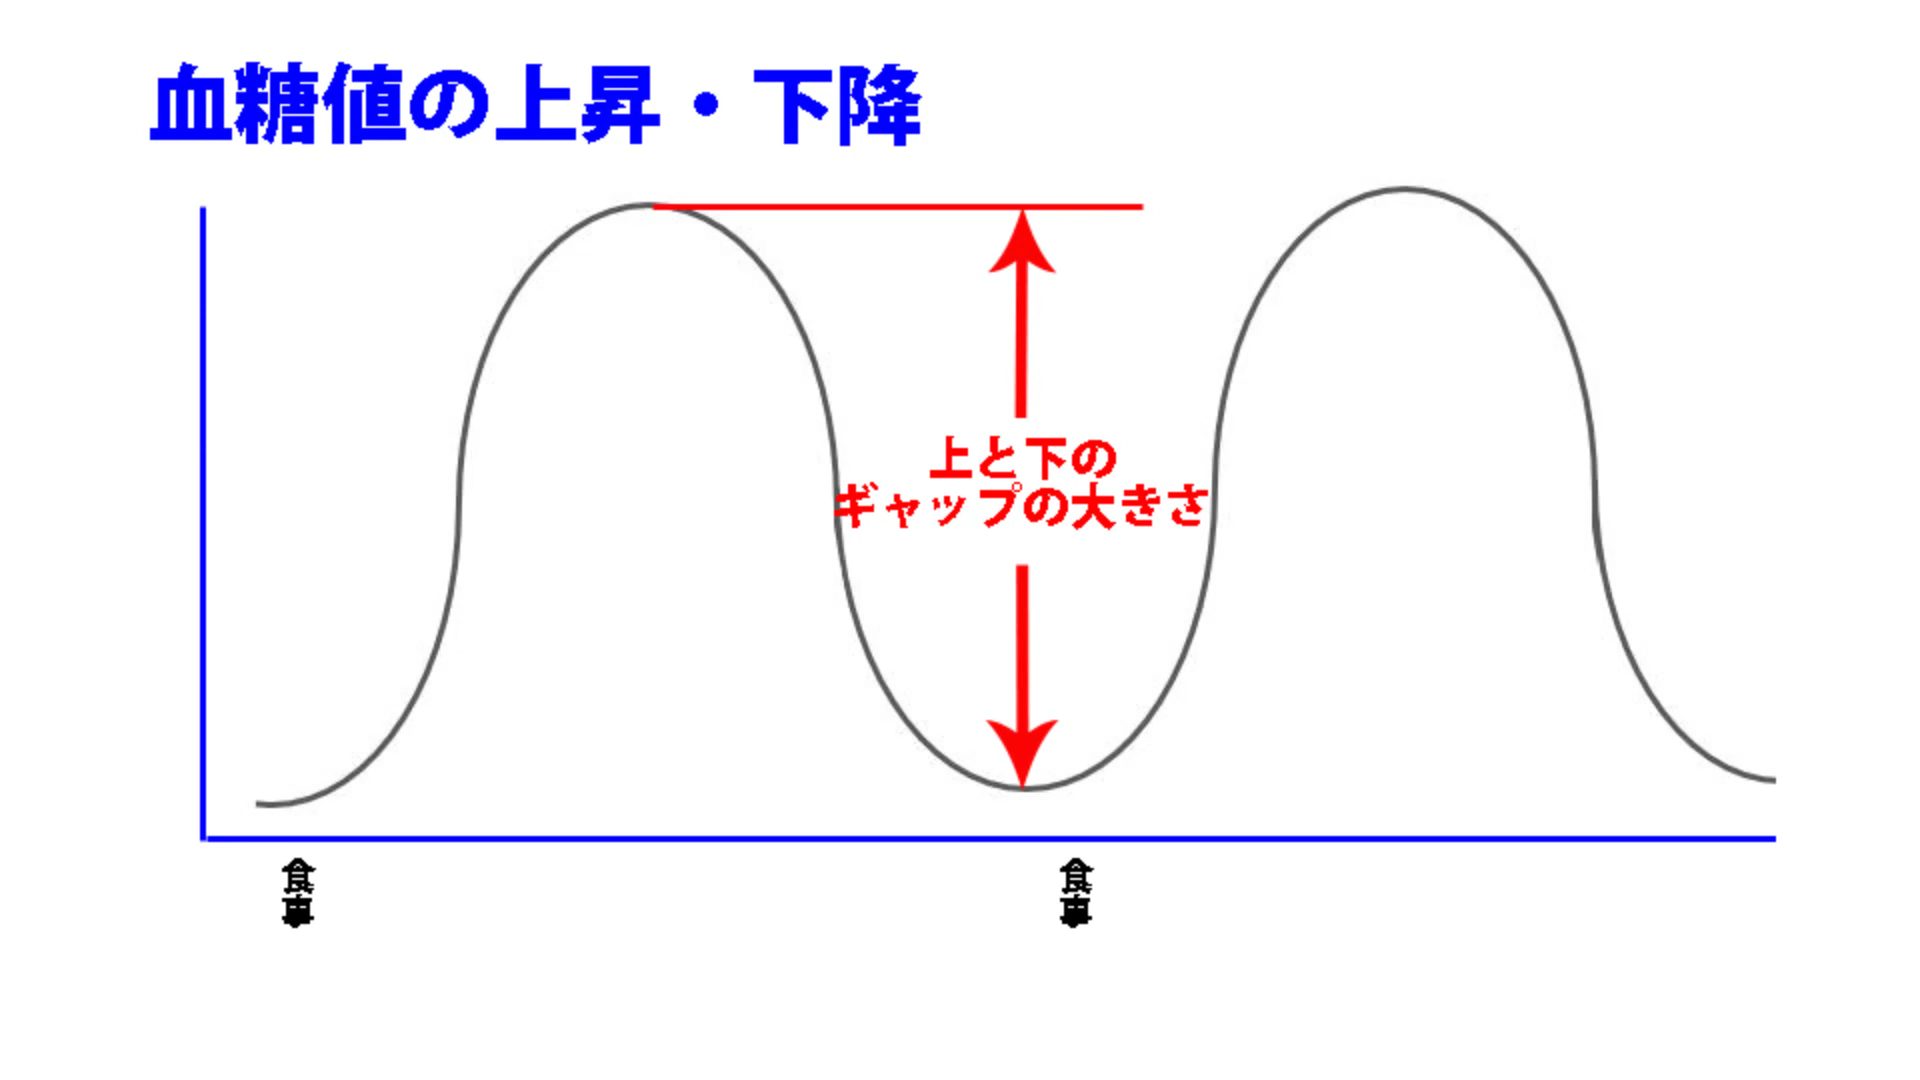 血糖値の上昇・下降
上と下の
ギャップの大きさ
食事
食事